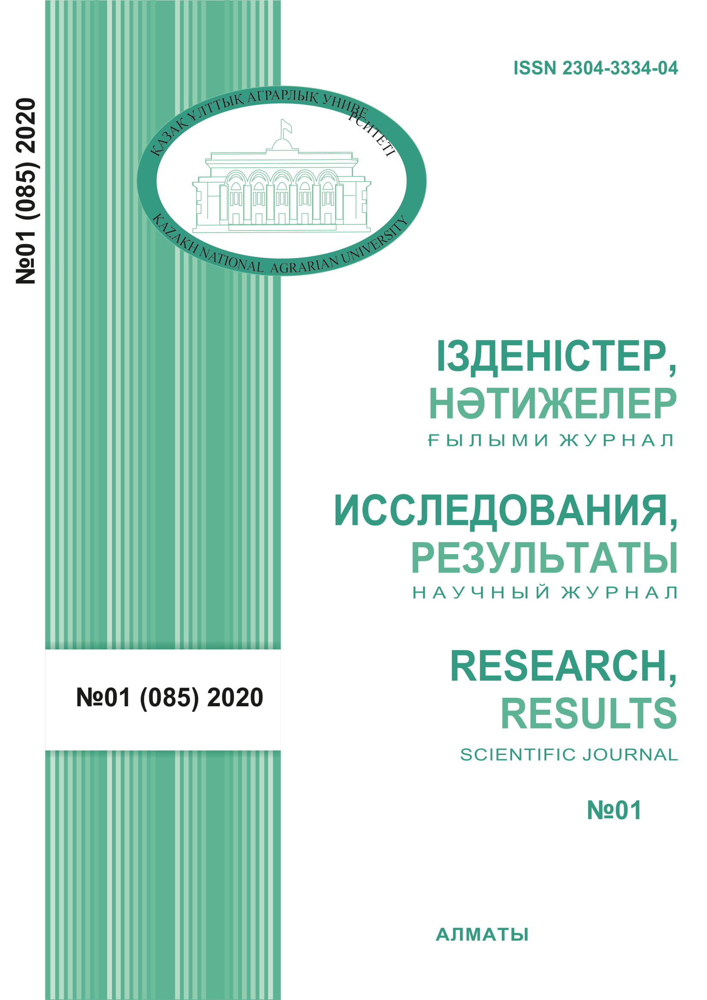 ISSN 2304-3334-04
№01 (085) 2020
ҚАЗАҚ ҰЛТТЫҚ АГРАРЛЫҚ УНИВЕРСИТЕТІ
KAZAKH NATIONAL AGRARIAN UNIVERSITY
ІЗДЕНІСТЕР,
НӘТИЖЕЛЕР
ҒЫЛЫМИ ЖУРНАЛ
ИССЛЕДОВАНИЯ,
РЕЗУЛЬТАТЫ
НАУЧНЫЙ ЖУРНАЛ
RESEARCH,
RESULTS
SCIENTIFIC JOURNAL
№01 (085) 2020
№01
АЛМАТЫ